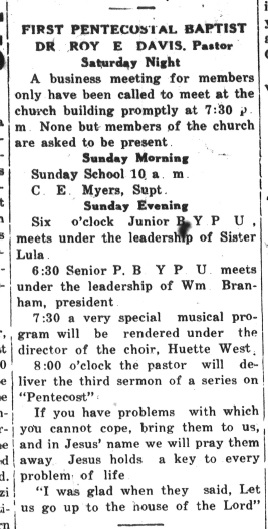 FIRST PENTECOSTAL BAPTIST
DR ROY E DAVIS. Pastor
Saturday Night
A business meeting for members
only have been called to meet at the
church building promptly at 7:30 p.
m None but members of the church
are asked to be present
Sunday Morning
Sunday School 10 a. m.
C. E. Myers, Supt.
Sunday Evening
Six o'clock Junior B Y P U,
meets under the leadership of Sister
Lula.
6:30 Senior P. B Y P U meets
under the leadership of Wm Bran-
ham, president
7:30 a very special musical pro-
gram will be rendered under the
director of the choir, Huette West.
8:00 o'clock the pastor will de-
liver the third sermon of a series on
"Pentecost"
If you have problems with which
you cannot cope, bring them to us,
and in Jesus' name we will pray them
away Jesus holds a key to every
problem of life
"I was glad when they said, Let
us go up to the house of the Lord"